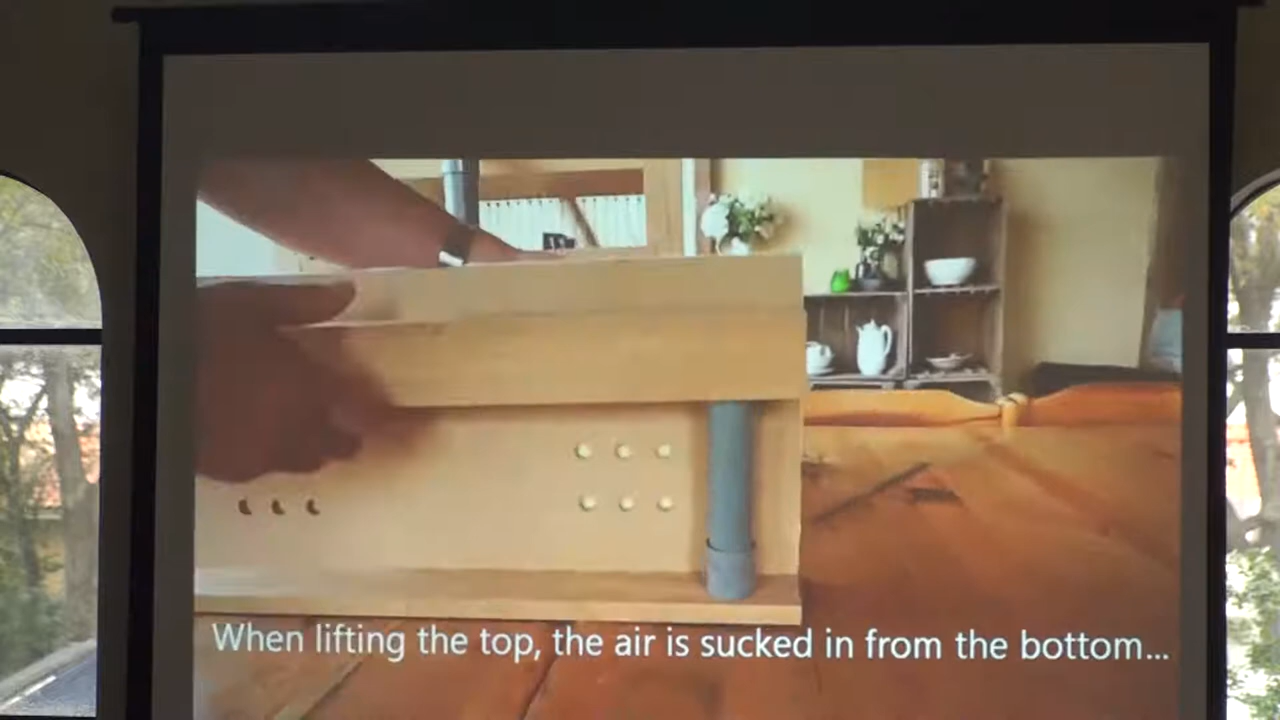 When lifting the top, the air is sucked in from the bottom...